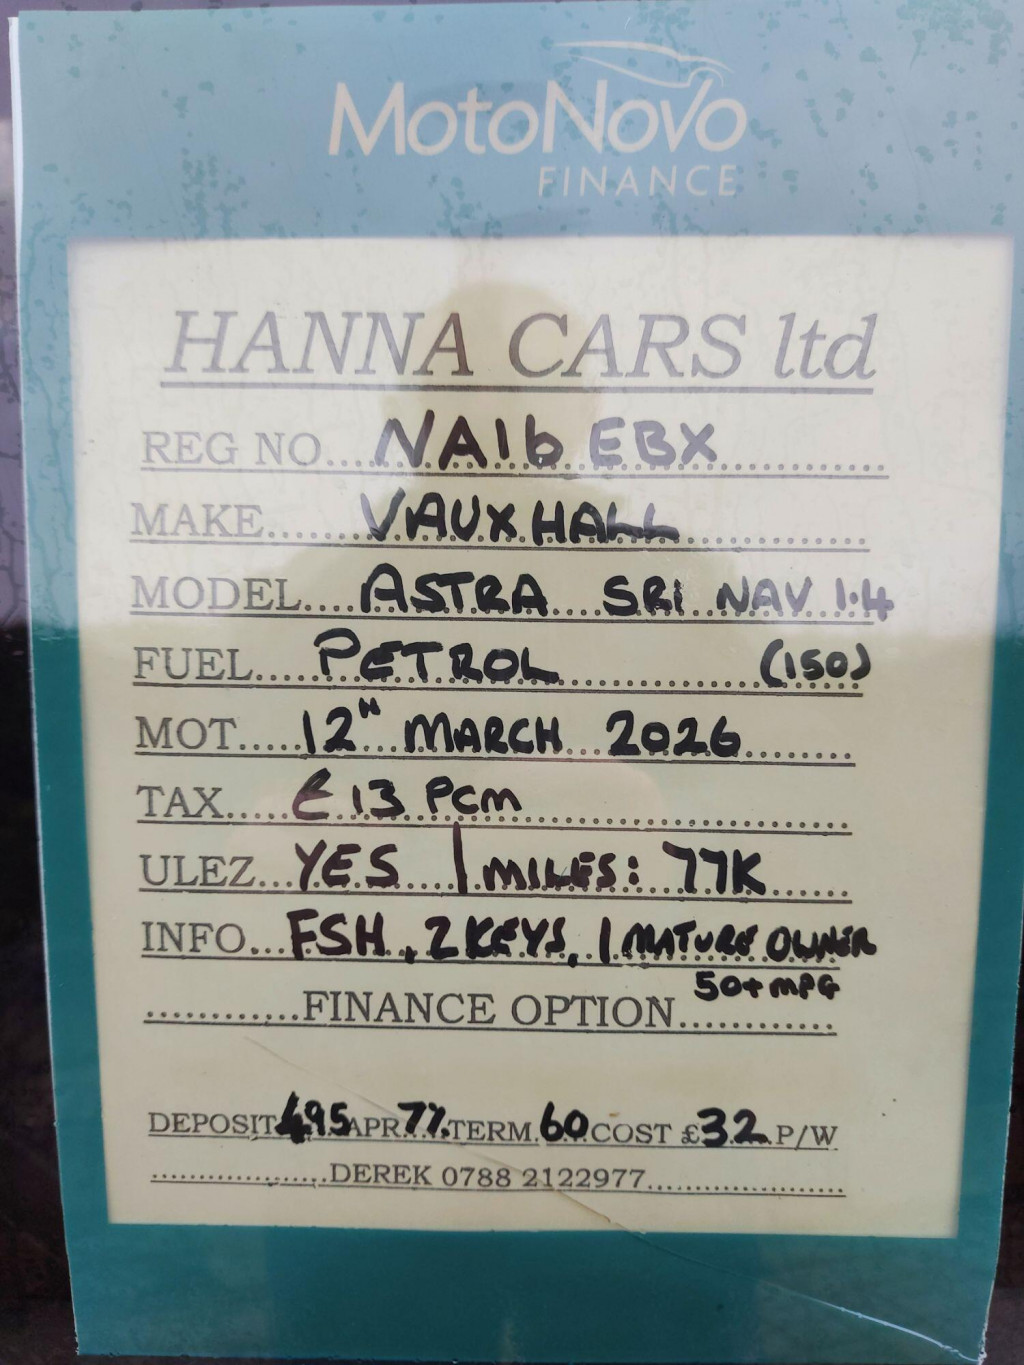 MotoNovo
FINANCE
HANNA CARS ltd
REG NO....NA16 EBX
MAKE......VAUXHALL
MODEL....ASTRA SRI NAV 1.4
FUEL.....PETROL (150)
MOT.....12TH MARCH 2026
TAX.....£13 PCM
ULEZ...YES | MILES: 77K
INFO...FSH, 2 KEYS, 1 MATURE OWNER
50+ MPG
............FINANCE OPTION............
DEPOSIT £495 APR 7% TERM 60 COST £32 P/W
..................DEREK 0788 2122977....................